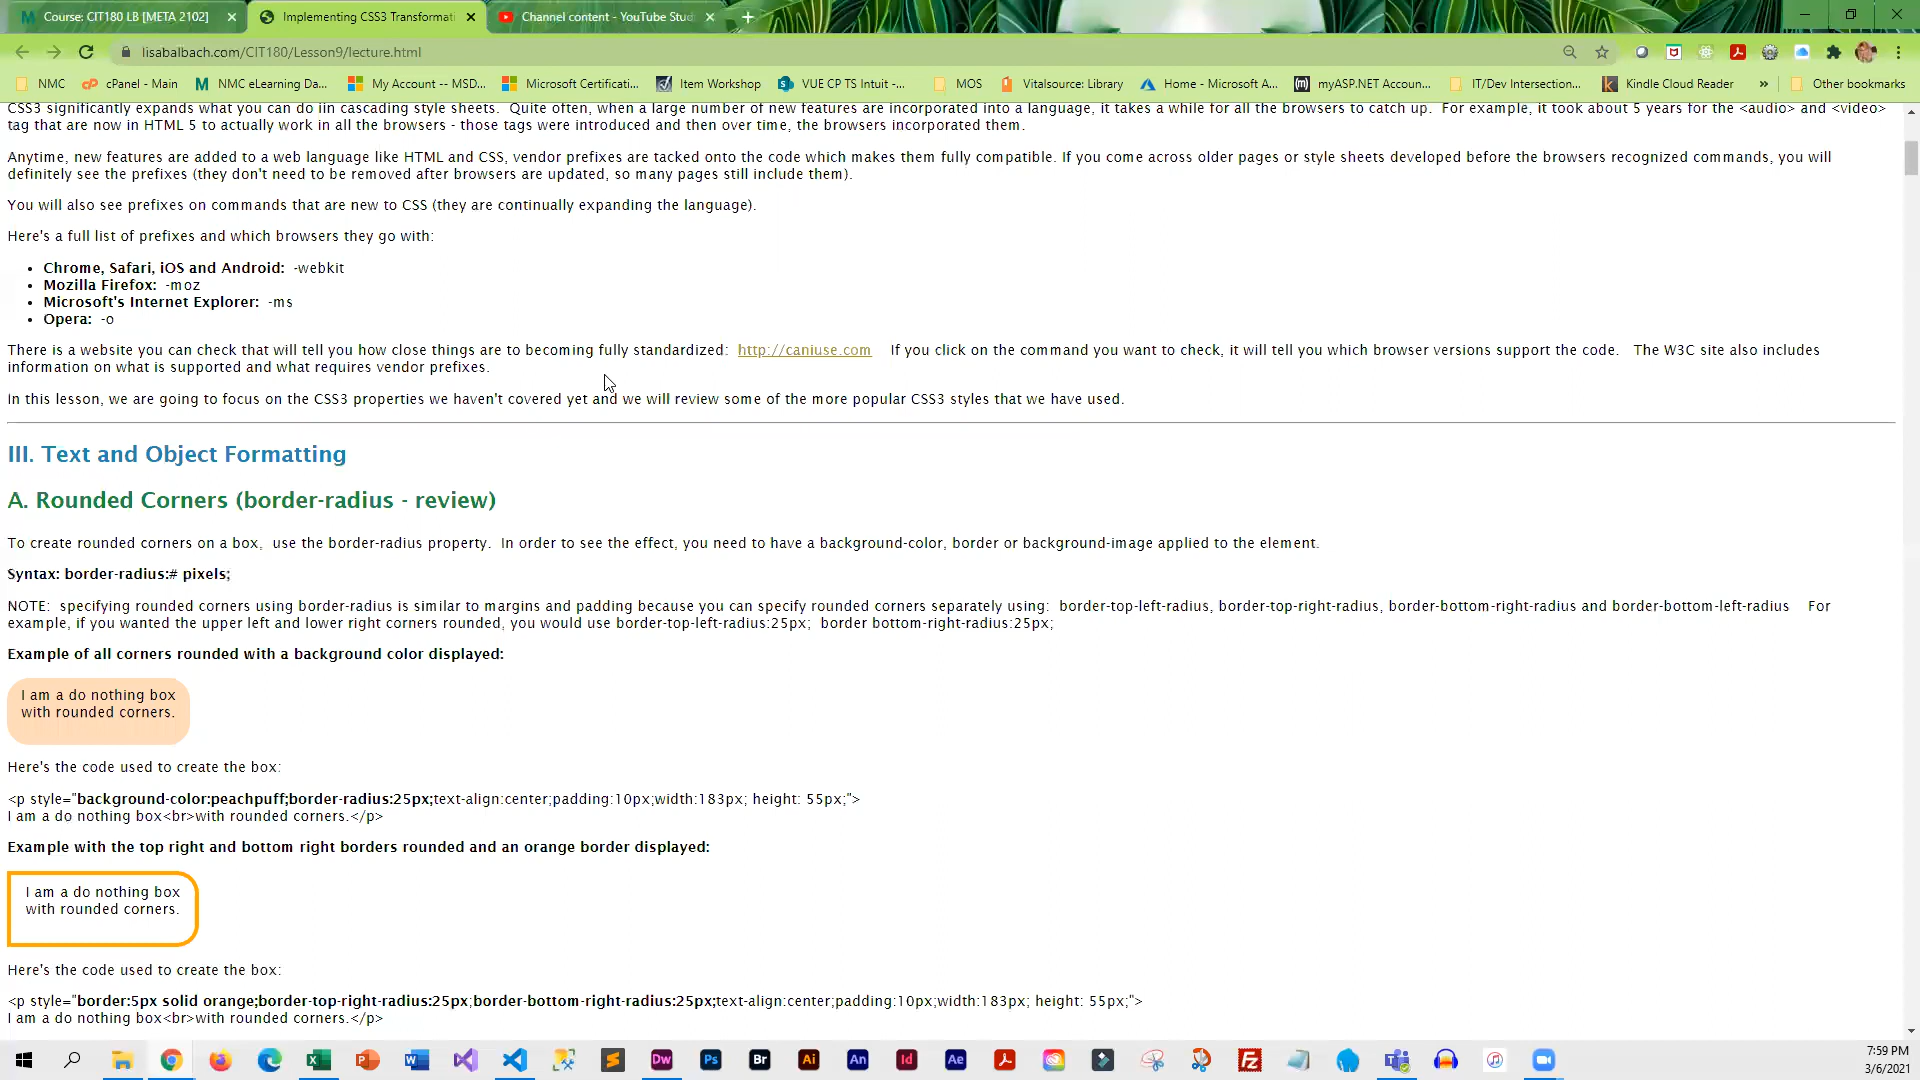 Course: CIT180 LB [META 2102]
Implementing CSS3 Transformati
Channel content - YouTube Stud
lisabalbach.com/CIT180/Lesson9/lecture.html
NMC
cPanel - Main
NMC eLearning Da...
My Account -- MSD...
Microsoft Certificati...
Item Workshop
VUE CP TS Intuit -...
MOS
Vitalsource: Library
Home - Microsoft A...
myASP.NET Accoun...
IT/Dev Intersection...
Kindle Cloud Reader
»
Other bookmarks
CSS3 significantly expands what you can do iin cascading style sheets. Quite often, when a large number of new features are incorporated into a language, it takes a while for all the browsers to catch up. For example, it took about 5 years for the <audio> and <video>
tag that are now in HTML 5 to actually work in all the browsers - those tags were introduced and then over time, the browsers incorporated them.
Anytime, new features are added to a web language like HTML and CSS, vendor prefixes are tacked onto the code which makes them fully compatible. If you come across older pages or style sheets developed before the browsers recognized commands, you will
definitely see the prefixes (they don't need to be removed after browsers are updated, so many pages still include them).
You will also see prefixes on commands that are new to CSS (they are continually expanding the language).
Here's a full list of prefixes and which browsers they go with:
• Chrome, Safari, iOS and Android: -webkit
• Mozilla Firefox: -moz
• Microsoft's Internet Explorer: -ms
• Opera: -o
There is a website you can check that will tell you how close things are to becoming fully standardized: http://caniuse.com If you click on the command you want to check, it will tell you which browser versions support the code. The W3C site also includes
information on what is supported and what requires vendor prefixes.
In this lesson, we are going to focus on the CSS3 properties we haven't covered yet and we will review some of the more popular CSS3 styles that we have used.
III. Text and Object Formatting
A. Rounded Corners (border-radius - review)
To create rounded corners on a box, use the border-radius property. In order to see the effect, you need to have a background-color, border or background-image applied to the element.
Syntax: border-radius:# pixels;
NOTE: specifying rounded corners using border-radius is similar to margins and padding because you can specify rounded corners separately using: border-top-left-radius, border-top-right-radius, border-bottom-right-radius and border-bottom-left-radius For
example, if you wanted the upper left and lower right corners rounded, you would use border-top-left-radius:25px; border bottom-right-radius:25px;
Example of all corners rounded with a background color displayed:
I am a do nothing box
with rounded corners.
Here's the code used to create the box:
<p style="background-color:peachpuff;border-radius:25px;text-align:center;padding:10px;width:183px; height: 55px;">
I am a do nothing box<br>with rounded corners.</p>
Example with the top right and bottom right borders rounded and an orange border displayed:
I am a do nothing box
with rounded corners.
Here's the code used to create the box:
<p style="border:5px solid orange;border-top-right-radius:25px;border-bottom-right-radius:25px;text-align:center;padding:10px;width:183px; height: 55px;">
I am a do nothing box<br>with rounded corners.</p>
Dw
Ps
Br
Ai
An
Id
Ae
7:59 PM
3/6/2021